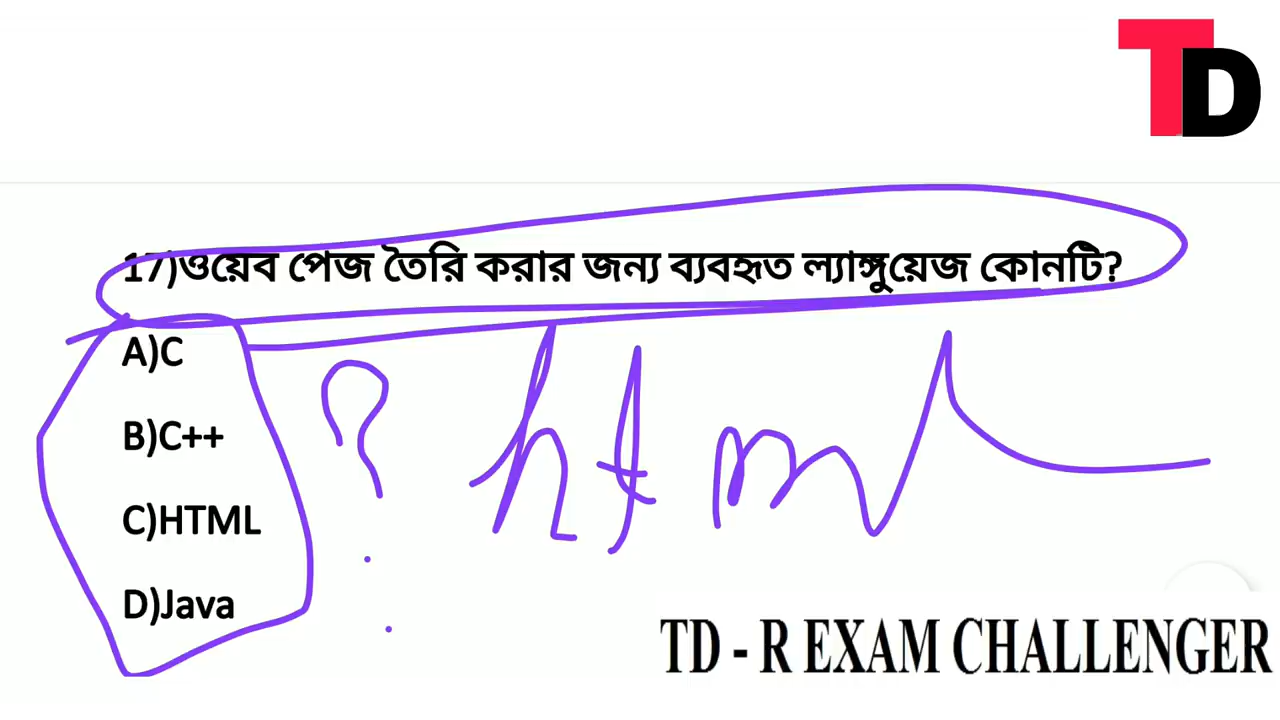 TD
17)ওয়েব পেজ তৈরি করার জন্য ব্যবহৃত ল্যাঙ্গুয়েজ কোনটি?
A)C
B)C++
C)HTML
D)Java
? html
TD - R EXAM CHALLENGER